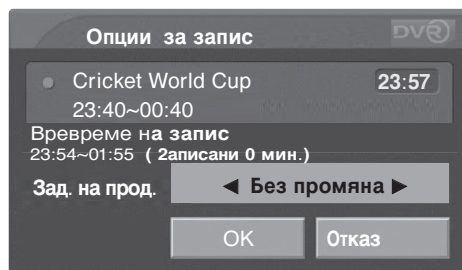 Опции за запис
DVR
Cricket World Cup 23:57
23:40~00:40
Вревреме на запис
23:54~01:55 ( 2аписани 0 мин.)
Зад. на прод. ◀ Без промяна ▶
OK Отказ